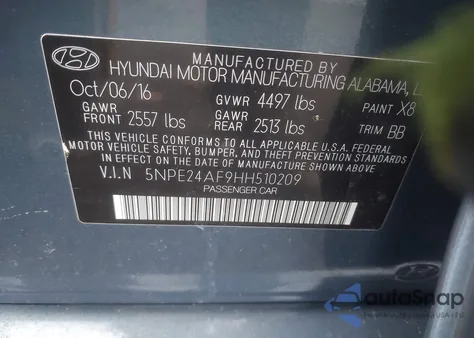 MANUFACTURED BY
HYUNDAI MOTOR MANUFACTURING ALABAMA, L
Oct/06/16 GVWR 4497 lbs PAINT X8
GAWR FRONT 2557 lbs GAWR REAR 2513 lbs TRIM BB
THIS VEHICLE CONFORMS TO ALL APPLICABLE U.S.A. FEDERAL
MOTOR VEHICLE SAFETY, BUMPER, AND THEFT PREVENTION STANDARDS
IN EFFECT ON THE DATE OF MANUFACTURE SHOWN ABOVE
V.I.N 5NPE24AF9HH510209
PASSENGER CAR
autoSnap